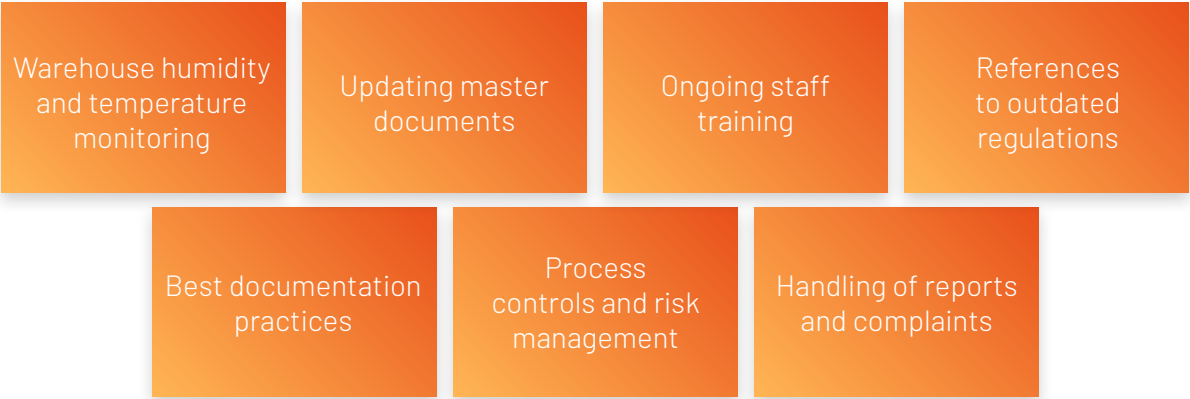 Warehouse humidity
and temperature
monitoring
Updating master
documents
Ongoing staff
training
References
to outdated
regulations
Best documentation
practices
Process
controls and risk
management
Handling of reports
and complaints